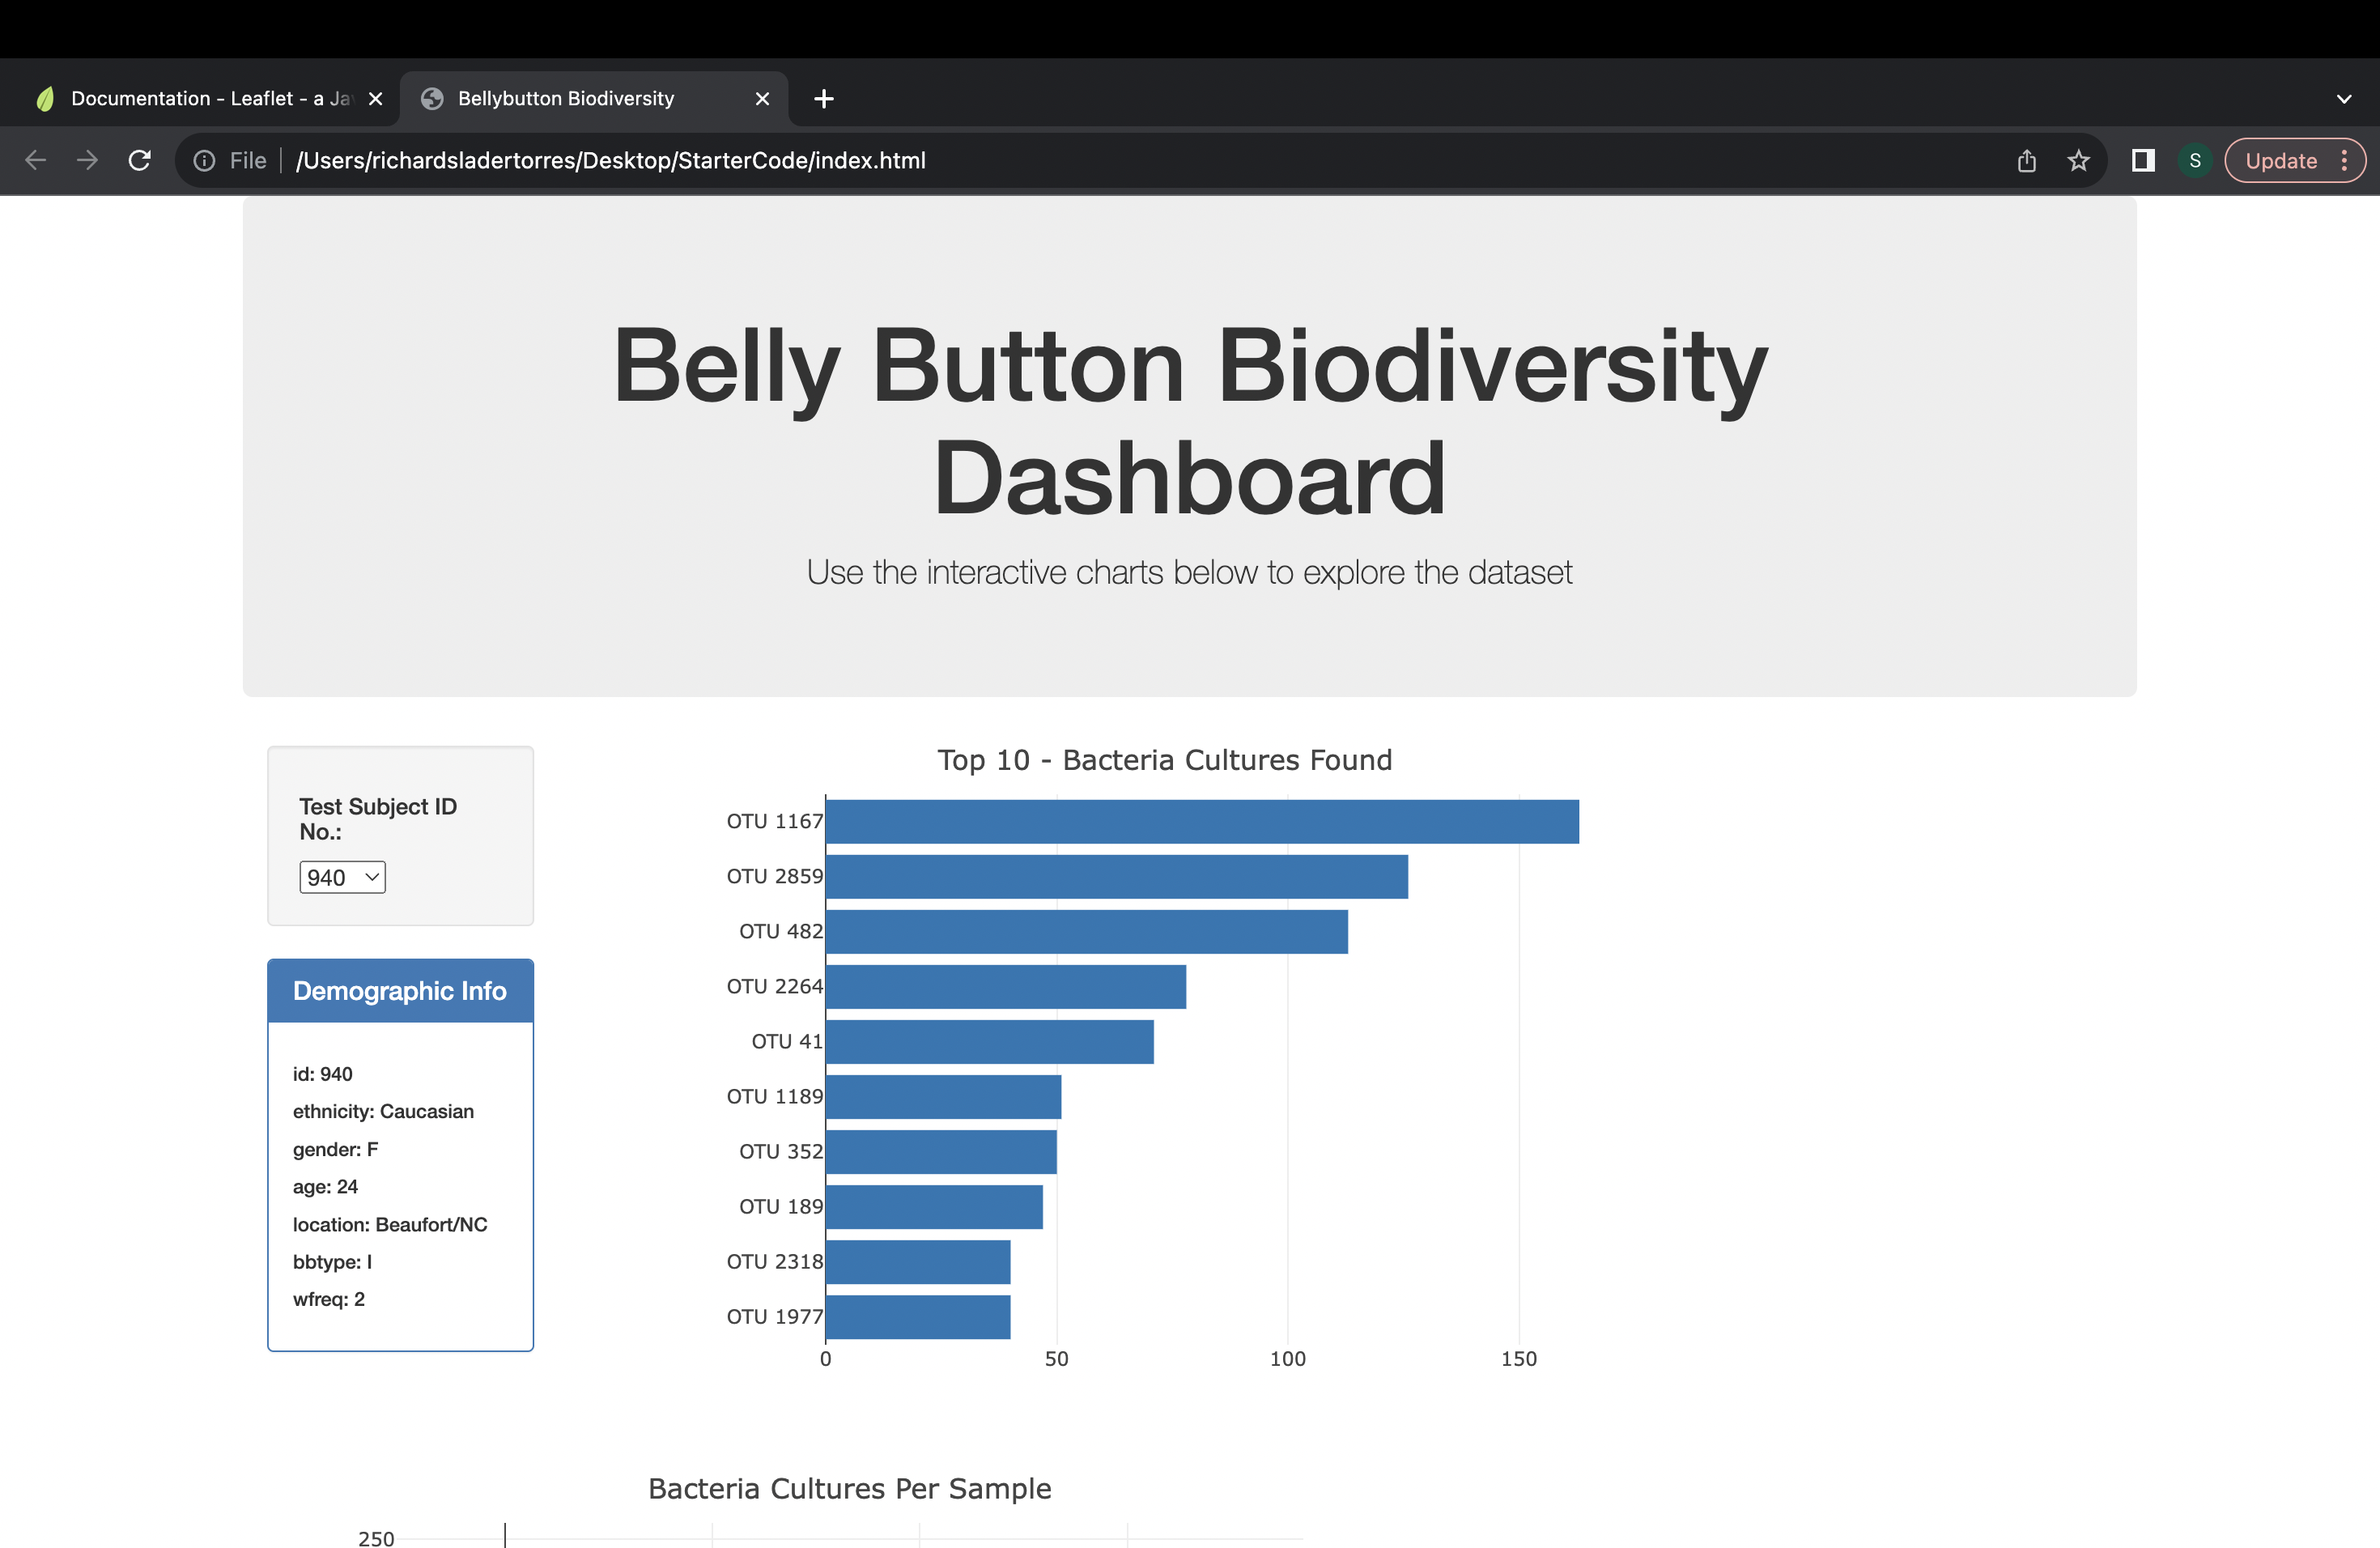 Documentation - Leaflet - a Jav
Bellybutton Biodiversity
File
/Users/richardsladertorres/Desktop/StarterCode/index.html
S
Update
Belly Button Biodiversity
Dashboard
Use the interactive charts below to explore the dataset
Test Subject ID
No.:
940
Demographic Info
id: 940
ethnicity: Caucasian
gender: F
age: 24
location: Beaufort/NC
bbtype: I
wfreq: 2
Top 10 - Bacteria Cultures Found
OTU 1167
OTU 2859
OTU 482
OTU 2264
OTU 41
OTU 1189
OTU 352
OTU 189
OTU 2318
OTU 1977
0 50 100 150
Bacteria Cultures Per Sample
250